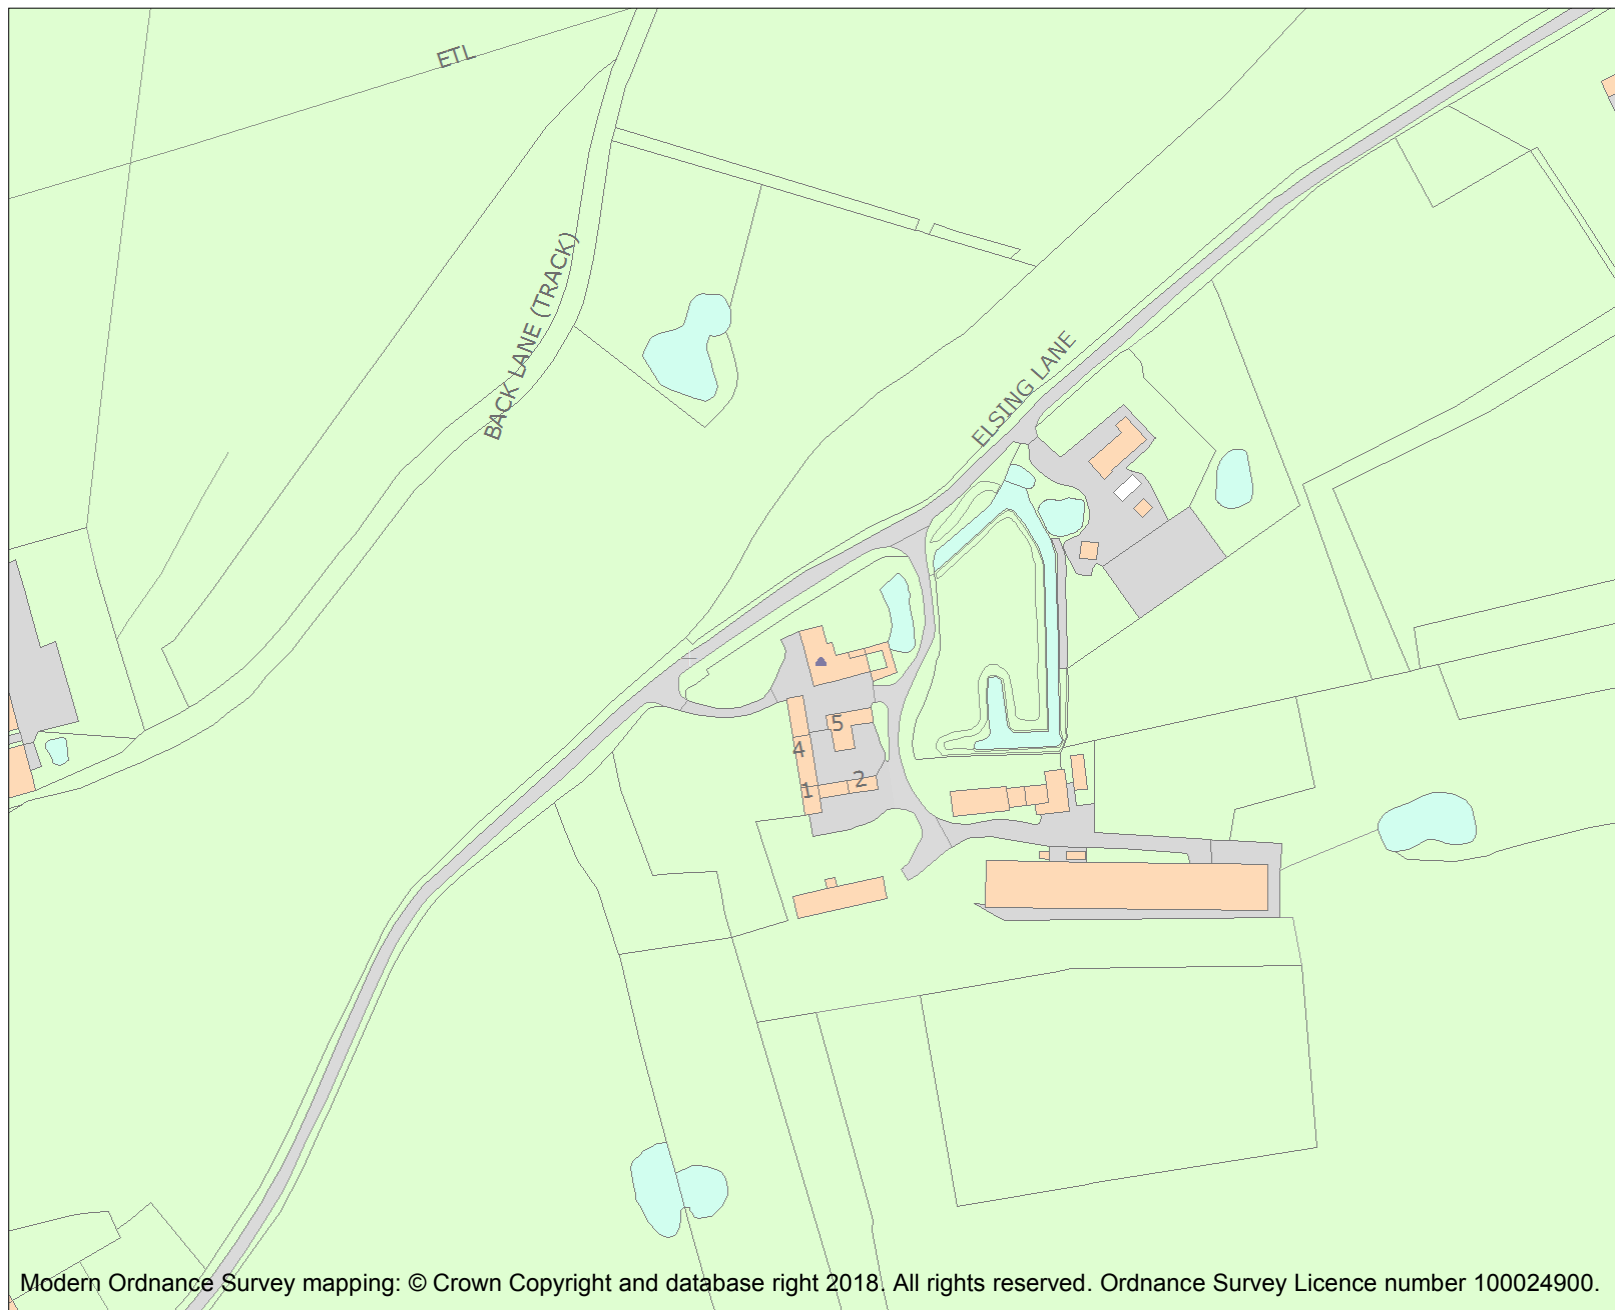 ETL
BACK LANE (TRACK)
ELSING LANE
5
4
2
1
Modern Ordnance Survey mapping: © Crown Copyright and database right 2018. All rights reserved. Ordnance Survey Licence number 100024900.